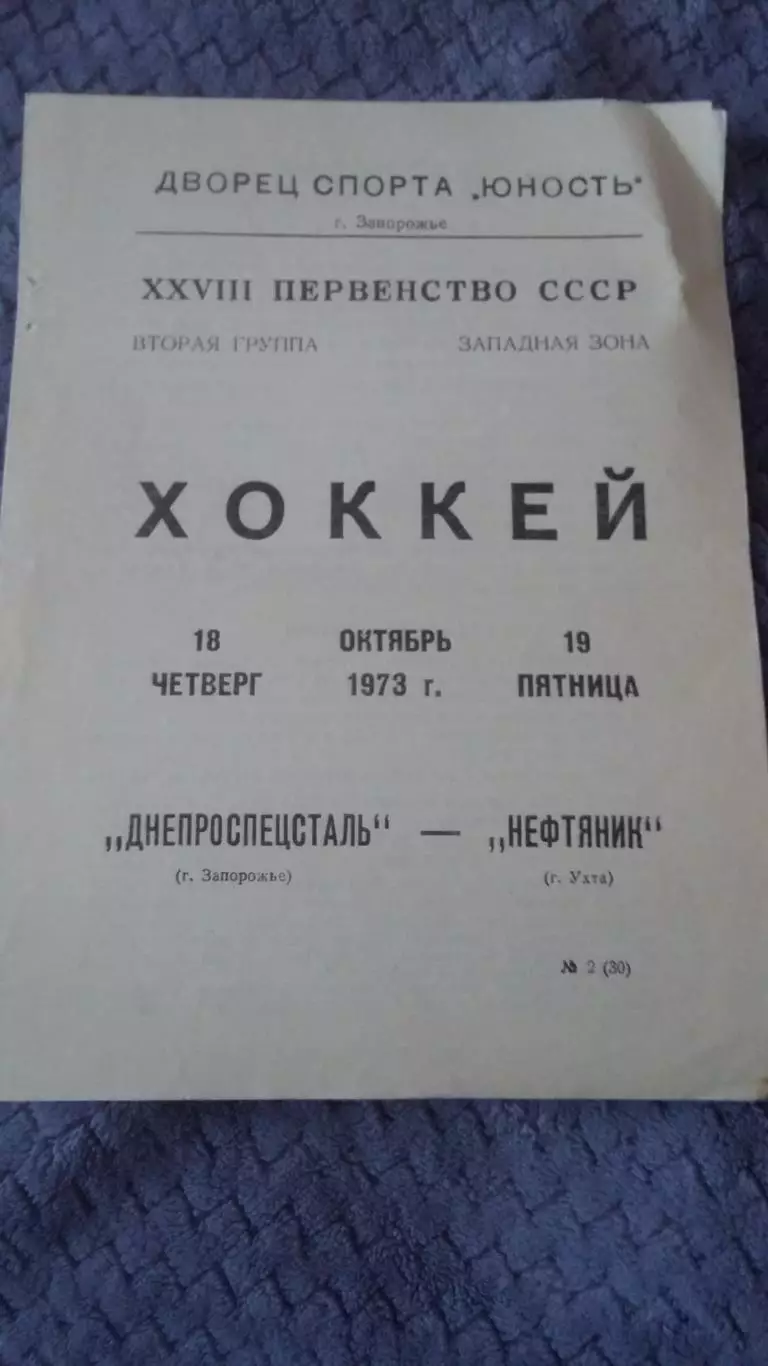 ДВОРЕЦ СПОРТА „ЮНОСТЬ"
г. Запорожье
XXVIII ПЕРВЕНСТВО СССР
ВТОРАЯ ГРУППА ЗАПАДНАЯ ЗОНА
ХОККЕЙ
18 ОКТЯБРЬ 19
ЧЕТВЕРГ 1973 г. ПЯТНИЦА
„ДНЕПРОСПЕЦСТАЛЬ" — „НЕФТЯНИК"
(г. Запорожье) (г. Ухта)
№ 2 (30)